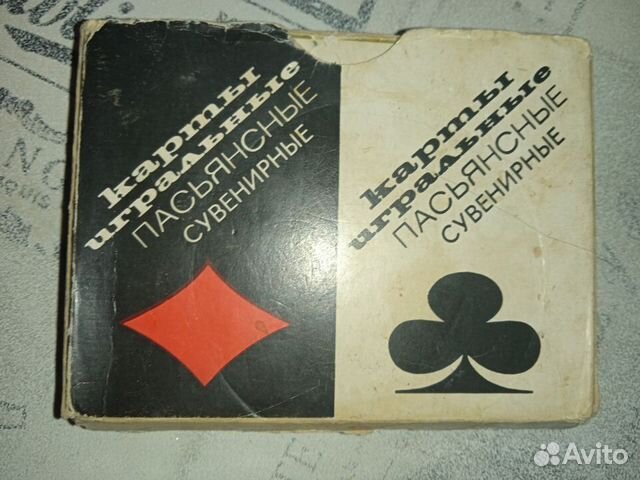 карты
игральные
ПАСЬЯНСНЫЕ
СУВЕНИРНЫЕ
карты
игральные
ПАСЬЯНСНЫЕ
СУВЕНИРНЫЕ
Avito